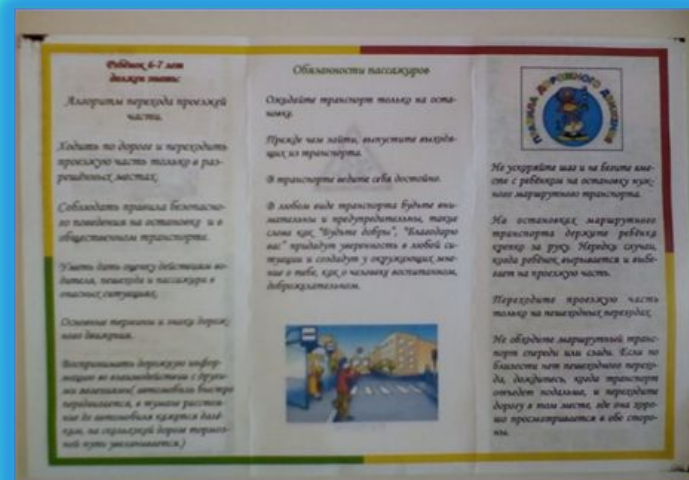 Ребёнок 6-7 лет
должен знать:
Алгоритм перехода проезжей
части.
Ходить по дороге и переходить
проезжую часть только в раз-
решённых местах.
Соблюдать правила безопасно-
го поведения на остановке и в
общественном транспорте.
Уметь дать оценку действиям во-
дителя, пешехода и пассажира в
опасных ситуациях.
Основные термины и знаки дорож-
ного движения.
Воспринимать дорожную инфор-
мацию во взаимодействии с други-
ми явлениями( автомобиль быстро
передвигается, в тумане расстоя-
ние до автомобиля кажется далё-
ким, на скользкой дороге тормоз-
ной путь увеличивается.)
Обязанности пассажиров
Ожидайте транспорт только на оста-
новке.
Прежде чем зайти, выпустите выходя-
щих из транспорта.
В транспорте ведите себя достойно.
В любом виде транспорта будьте вни-
мательны и предупредительны, такие
слова как "Будьте добры", "Благодарю
вас" придадут уверенность в любой си-
туации и создадут у окружающих мне-
ние о тебе, как о человеке воспитанном,
доброжелательном.
ПРАВИЛА ДОРОЖНОГО ДВИЖЕНИЯ
Не ускоряйте шаг и не бегите вме-
сте с ребёнком на остановку нуж-
ного маршрутного транспорта.
На остановках маршрутного
транспорта держите ребёнка
крепко за руку. Нередки случаи,
когда ребёнок вырывается и выбе-
гает на проезжую часть.
Переходите проезжую часть
только на пешеходных переходах.
Не обходите маршрутный транс-
порт спереди или сзади. Если по
близости нет пешеходного перехо-
да, дождитесь, когда транспорт
отъедет подальше, и переходите
дорогу в том месте, где она хоро-
шо просматривается в обе сторо-
ны.